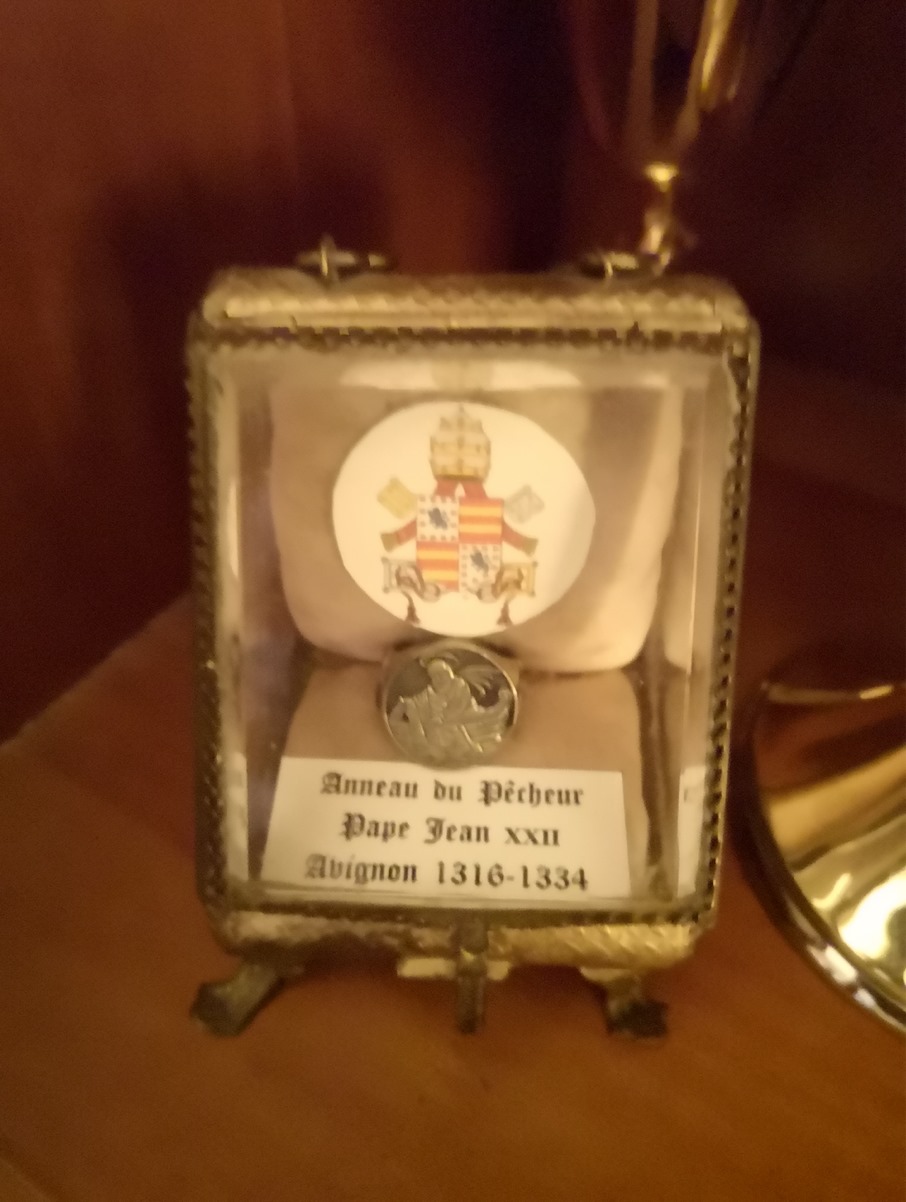 Anneau du Pêcheur
Pape Jean XXII
Avignon 1316-1334